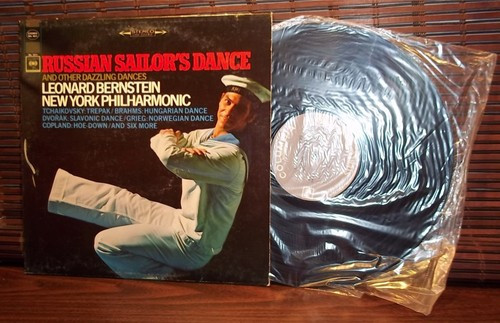 STEREO
RUSSIAN SAILOR'S DANCE
AND OTHER DAZZLING DANCES
LEONARD BERNSTEIN
NEW YORK PHILHARMONIC
TCHAIKOVSKY: TREPAK/BRAHMS: HUNGARIAN DANCE
DVOŘÁK: SLAVONIC DANCE/GRIEG: NORWEGIAN DANCE
COPLAND: HOE-DOWN/AND SIX MORE